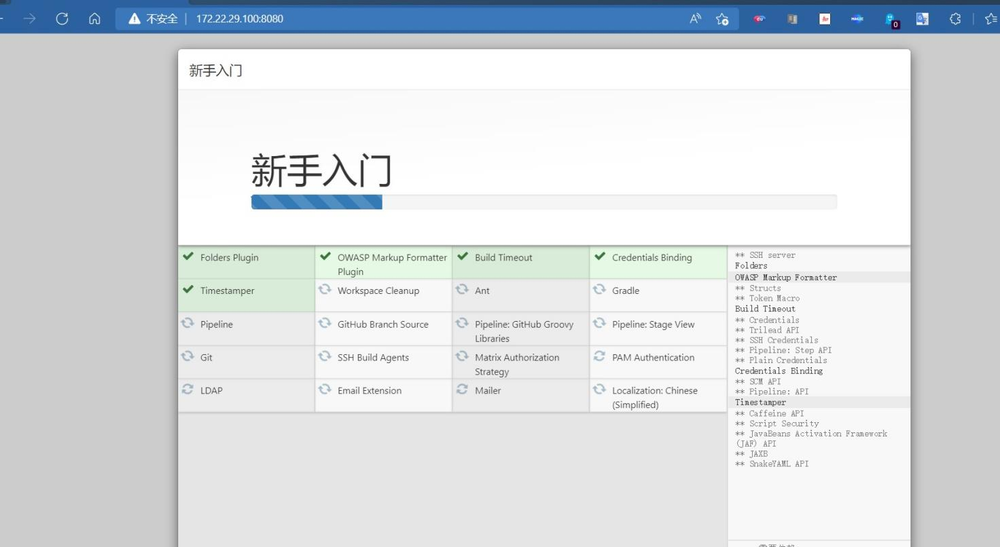 不安全 172.22.29.100:8080
新手入门
新手入门
Folders Plugin
OWASP Markup Formatter
Plugin
Build Timeout
Credentials Binding
Timestamper
Workspace Cleanup
Ant
Gradle
Pipeline
GitHub Branch Source
Pipeline: GitHub Groovy
Libraries
Pipeline: Stage View
Git
SSH Build Agents
Matrix Authorization
Strategy
PAM Authentication
LDAP
Email Extension
Mailer
Localization: Chinese
(Simplified)
** SSH server
Folders
OWASP Markup Formatter
** Structs
** Token Macro
Build Timeout
** Credentials
** Trilead API
** SSH Credentials
** Pipeline: Step API
** Plain Credentials
Credentials Binding
** SCM API
** Pipeline: API
Timestamper
** Caffeine API
** Script Security
** JavaBeans Activation Framework
(JAF) API
** JAXB
** SnakeYAML API